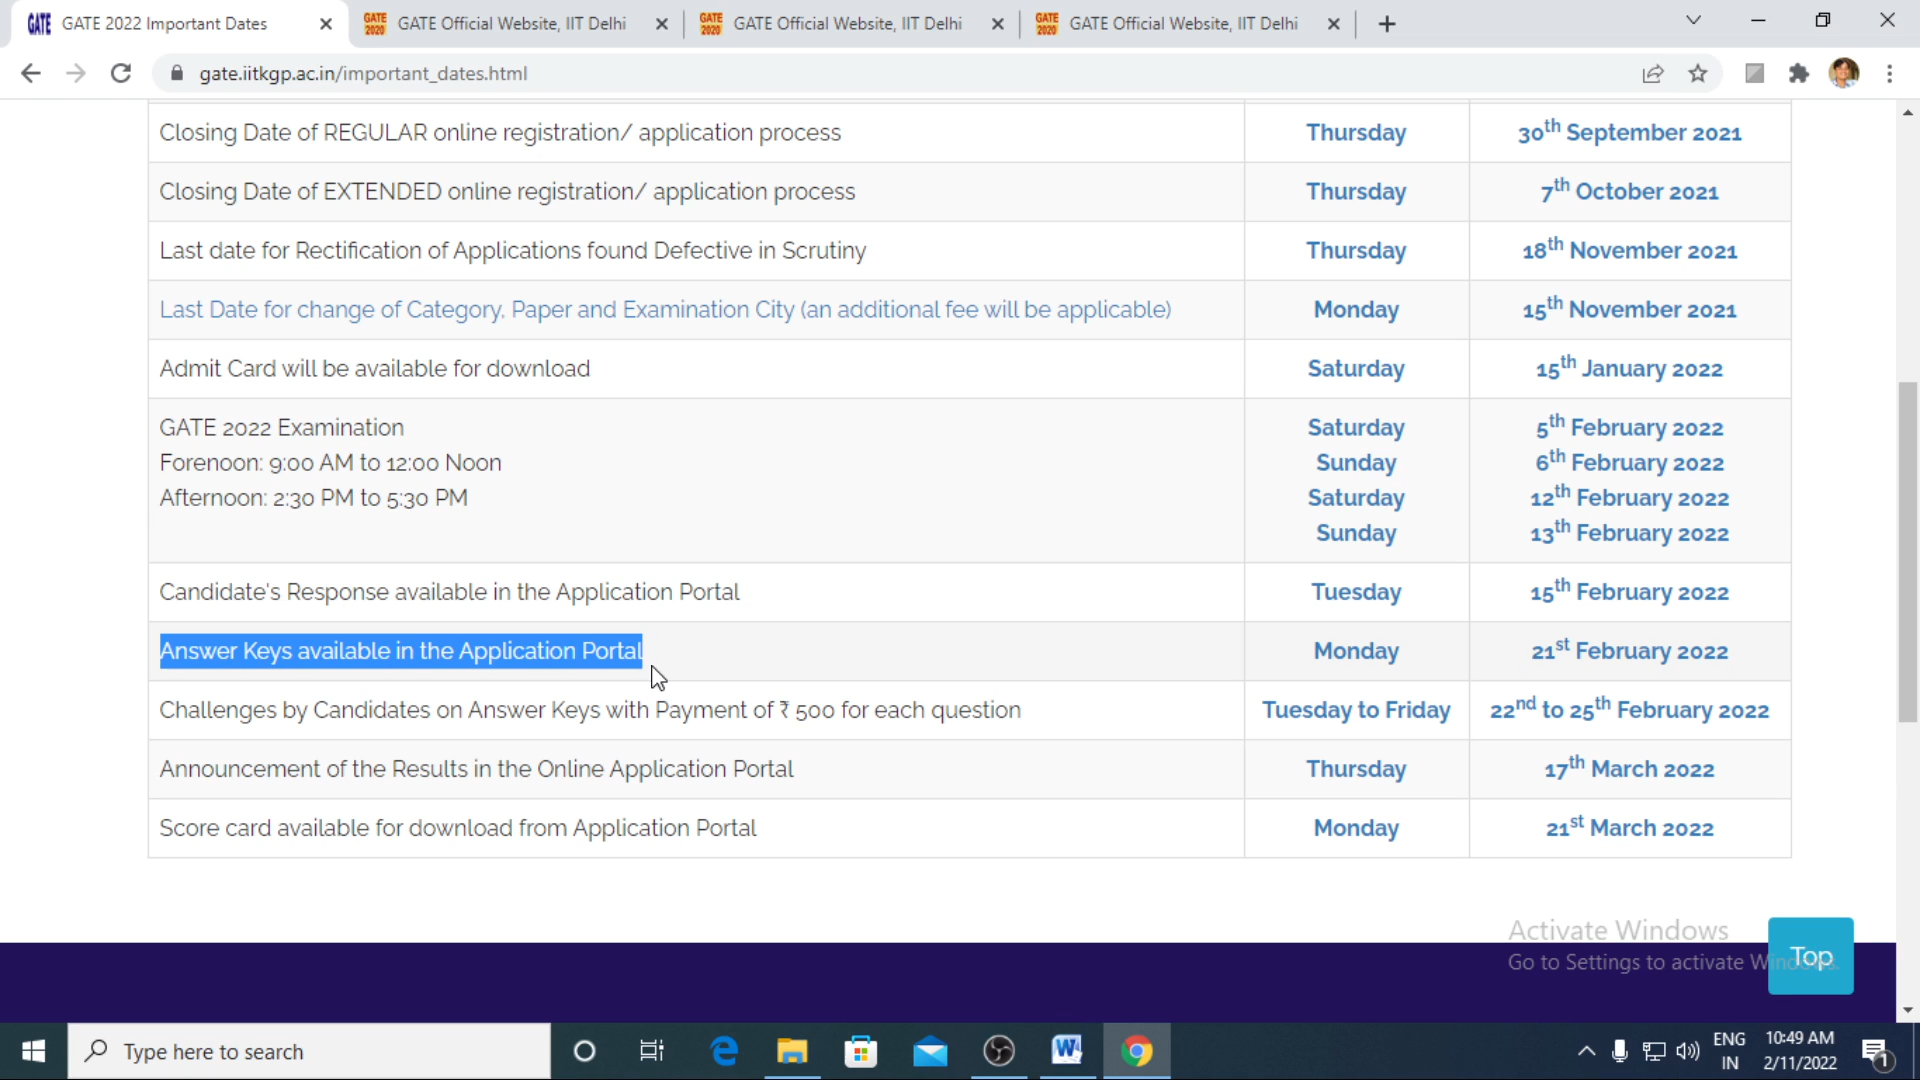 GATE 2022 Important Dates
GATE Official Website, IIT Delhi
GATE Official Website, IIT Delhi
GATE Official Website, IIT Delhi
gate.iitkgp.ac.in/important_dates.html
Closing Date of REGULAR online registration/ application process Thursday 30th September 2021
Closing Date of EXTENDED online registration/ application process Thursday 7th October 2021
Last date for Rectification of Applications found Defective in Scrutiny Thursday 18th November 2021
Last Date for change of Category, Paper and Examination City (an additional fee will be applicable) Monday 15th November 2021
Admit Card will be available for download Saturday 15th January 2022
GATE 2022 Examination Saturday 5th February 2022
Forenoon: 9:00 AM to 12:00 Noon Sunday 6th February 2022
Afternoon: 2:30 PM to 5:30 PM Saturday 12th February 2022
Sunday 13th February 2022
Candidate's Response available in the Application Portal Tuesday 15th February 2022
Answer Keys available in the Application Portal Monday 21st February 2022
Challenges by Candidates on Answer Keys with Payment of ₹ 500 for each question Tuesday to Friday 22nd to 25th February 2022
Announcement of the Results in the Online Application Portal Thursday 17th March 2022
Score card available for download from Application Portal Monday 21st March 2022
Activate Windows
Go to Settings to activate Windows.
Top
Type here to search
ENG
IN
10:49 AM
2/11/2022
1